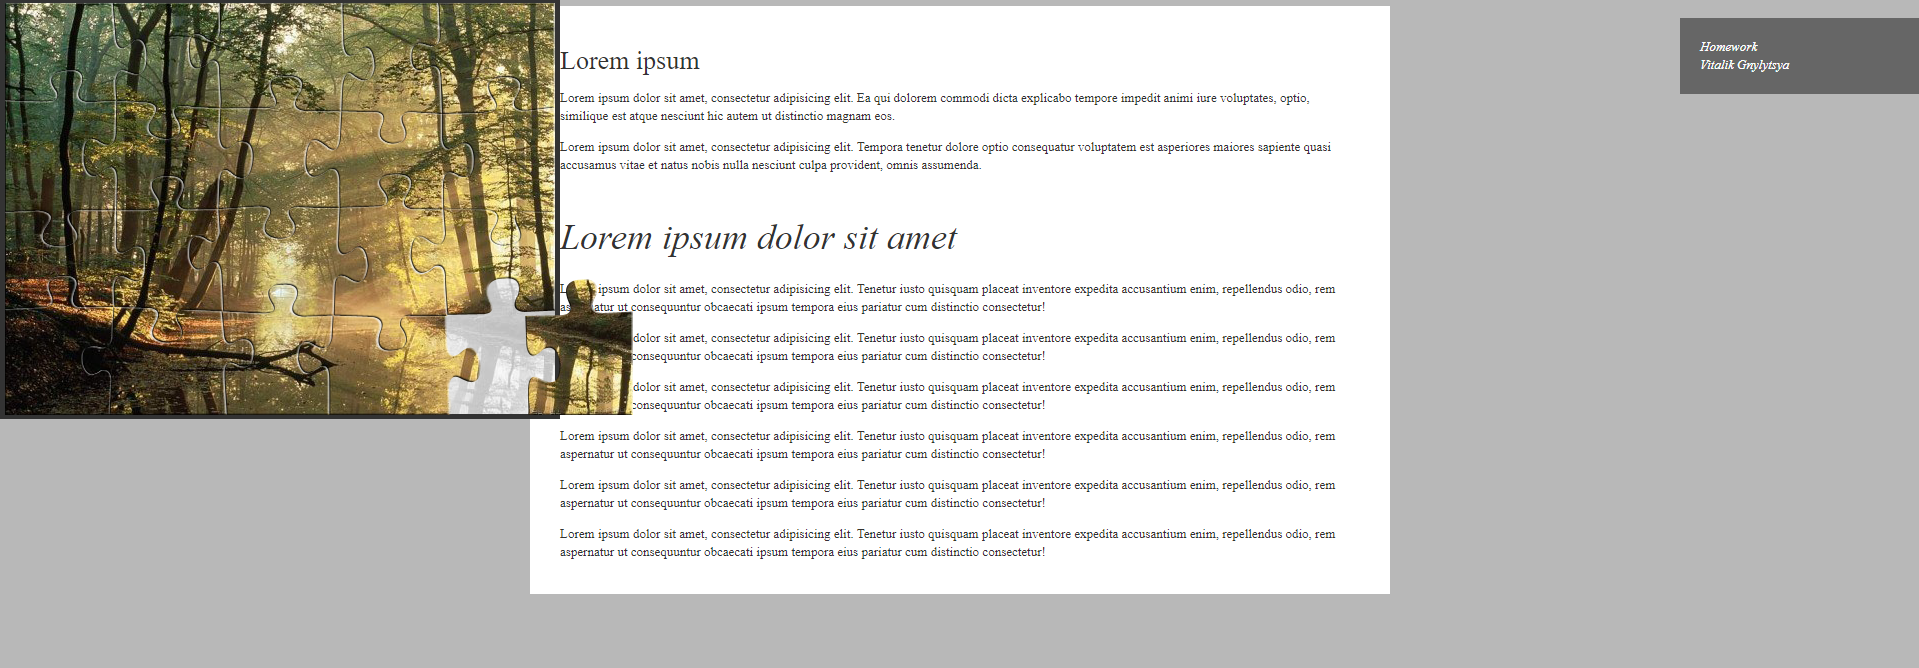 Lorem ipsum
Lorem ipsum dolor sit amet, consectetur adipisicing elit. Ea qui dolorem commodi dicta explicabo tempore impedit animi iure voluptates, optio,
similique est atque nesciunt hic autem ut distinctio magnam eos.
Lorem ipsum dolor sit amet, consectetur adipisicing elit. Tempora tenetur dolore optio consequatur voluptatem est asperiores maiores sapiente quasi
accusamus vitae et natus nobis nulla nesciunt culpa provident, omnis assumenda.
Lorem ipsum dolor sit amet
ipsum dolor sit amet, consectetur adipisicing elit. Tenetur iusto quisquam placeat inventore expedita accusantium enim, repellendus odio, rem
ut consequuntur obcaecati ipsum tempora eius pariatur cum distinctio consectetur!
dolor sit amet, consectetur adipisicing elit. Tenetur iusto quisquam placeat inventore expedita accusantium enim, repellendus odio, rem
consequuntur obcaecati ipsum tempora eius pariatur cum distinctio consectetur!
dolor sit amet, consectetur adipisicing elit. Tenetur iusto quisquam placeat inventore expedita accusantium enim, repellendus odio, rem
consequuntur obcaecati ipsum tempora eius pariatur cum distinctio consectetur!
Lorem ipsum dolor sit amet, consectetur adipisicing elit. Tenetur iusto quisquam placeat inventore expedita accusantium enim, repellendus odio, rem
aspernatur ut consequuntur obcaecati ipsum tempora eius pariatur cum distinctio consectetur!
Lorem ipsum dolor sit amet, consectetur adipisicing elit. Tenetur iusto quisquam placeat inventore expedita accusantium enim, repellendus odio, rem
aspernatur ut consequuntur obcaecati ipsum tempora eius pariatur cum distinctio consectetur!
Lorem ipsum dolor sit amet, consectetur adipisicing elit. Tenetur iusto quisquam placeat inventore expedita accusantium enim, repellendus odio, rem
aspernatur ut consequuntur obcaecati ipsum tempora eius pariatur cum distinctio consectetur!
Homework
Vitalik Gnylytsya